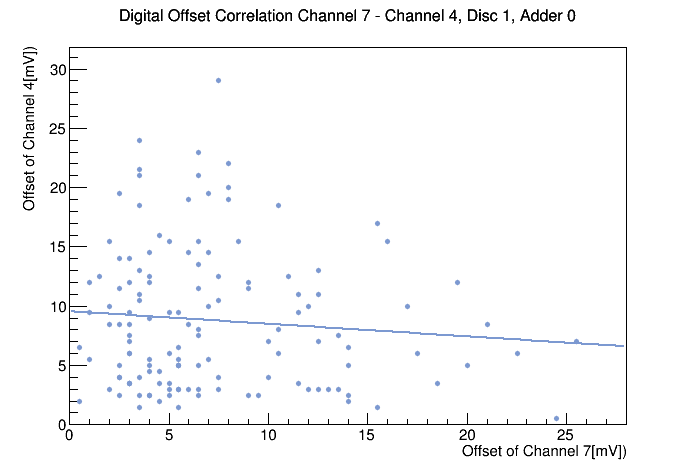 Digital Offset Correlation Channel 7 - Channel 4, Disc 1, Adder 0
Offset of Channel 4[mV])
30
25
20
15
10
5
0
0 5 10 15 20 25
Offset of Channel 7[mV])